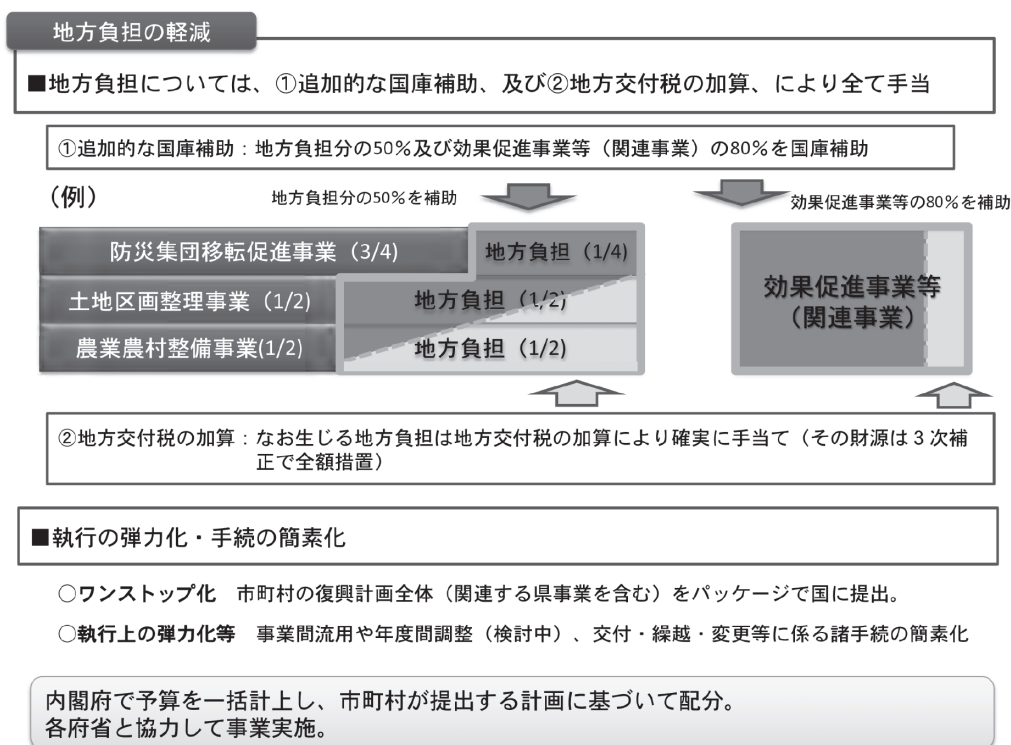 地方負担の軽減
■地方負担については、①追加的な国庫補助、及び②地方交付税の加算、により全て手当
①追加的な国庫補助：地方負担分の50％及び効果促進事業等（関連事業）の80％を国庫補助
（例）
地方負担分の50％を補助
効果促進事業等の80％を補助
防災集団移転促進事業（3/4）
地方負担（1/4）
土地区画整理事業（1/2）
地方負担（1/2）
農業農村整備事業(1/2)
地方負担（1/2）
効果促進事業等
（関連事業）
②地方交付税の加算：なお生じる地方負担は地方交付税の加算により確実に手当て（その財源は３次補
正で全額措置）
■執行の弾力化・手続の簡素化
○ワンストップ化　市町村の復興計画全体（関連する県事業を含む）をパッケージで国に提出。
○執行上の弾力化等　事業間流用や年度間調整（検討中）、交付・繰越・変更等に係る諸手続の簡素化
内閣府で予算を一括計上し、市町村が提出する計画に基づいて配分。
各府省と協力して事業実施。